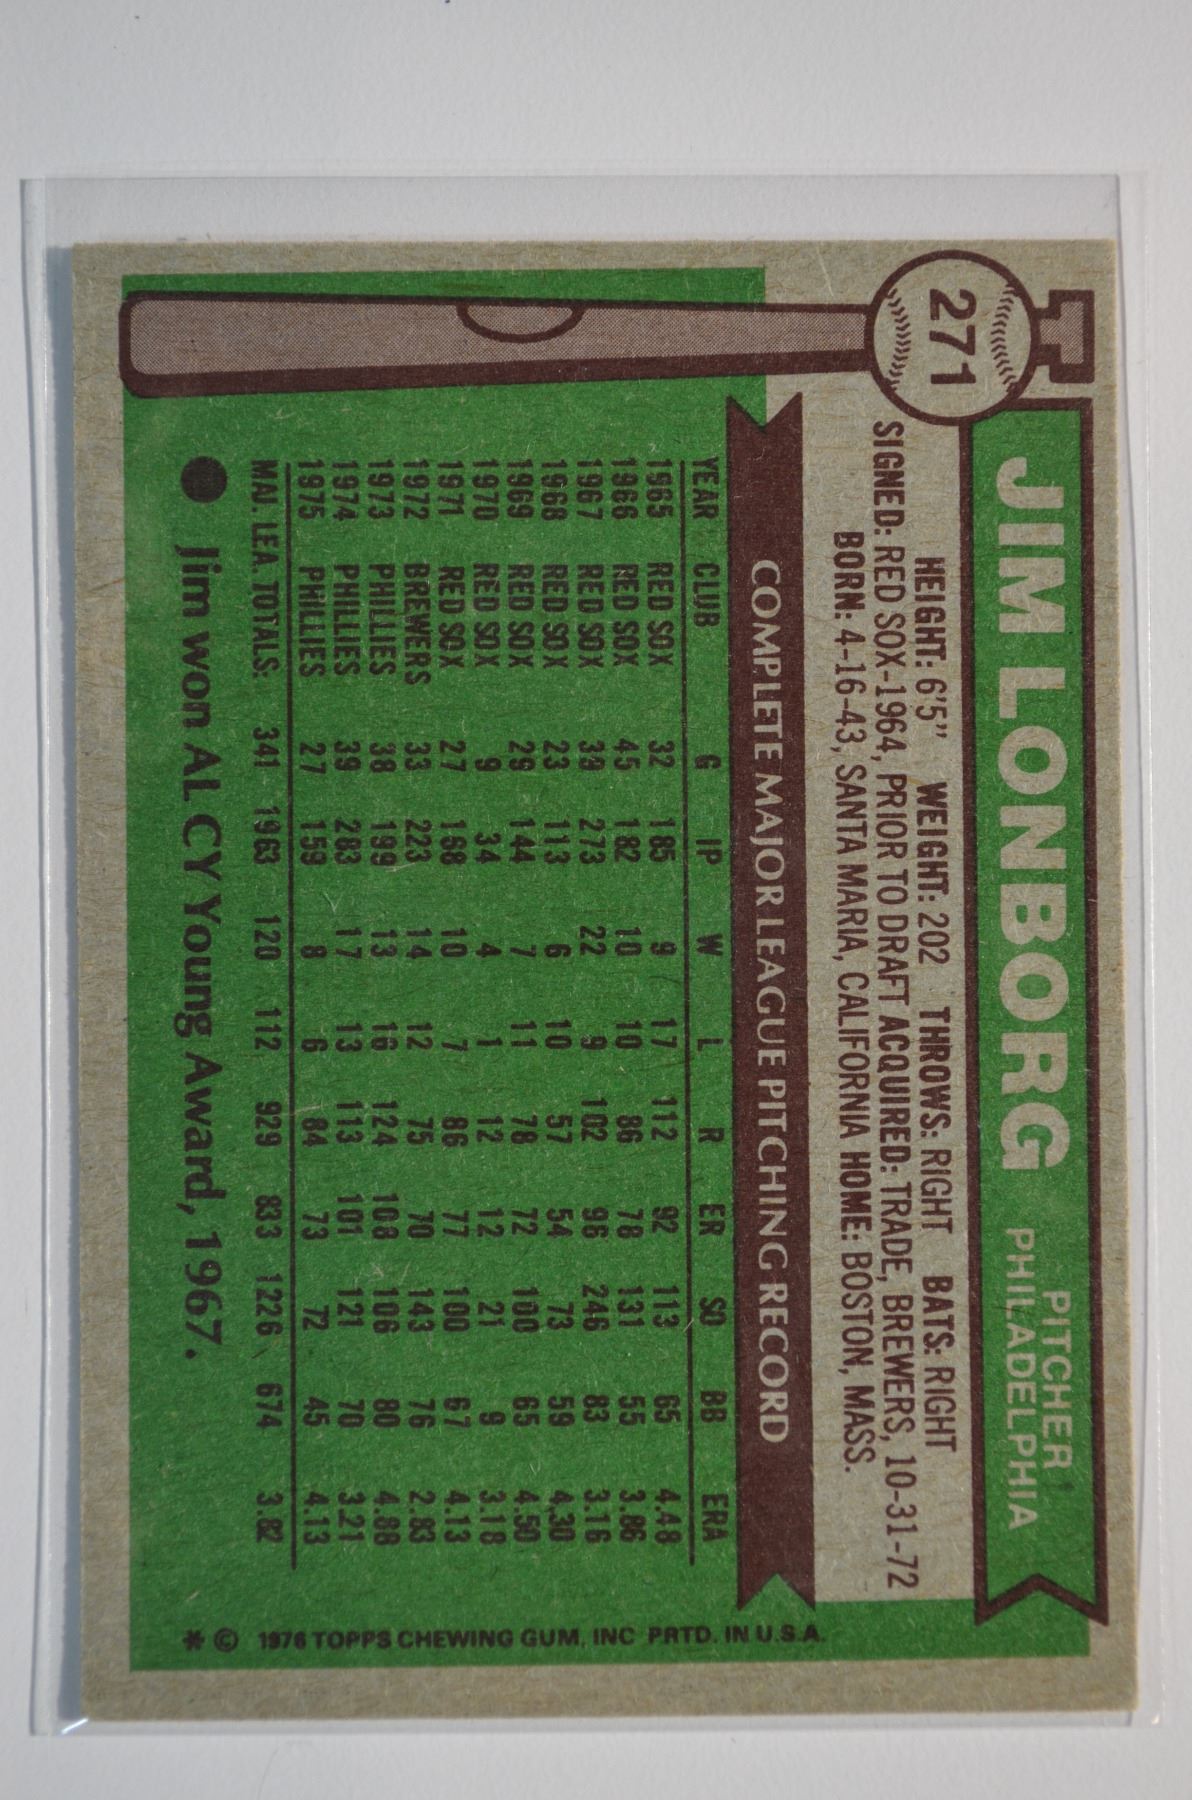 271
JIM LONBORG
PITCHER
PHILADELPHIA
HEIGHT: 6'5" WEIGHT: 202 THROWS: RIGHT BATS: RIGHT
SIGNED: RED SOX-1964, PRIOR TO DRAFT ACQUIRED: TRADE, BREWERS, 10-31-72
BORN: 4-16-43, SANTA MARIA, CALIFORNIA HOME: BOSTON, MASS.
COMPLETE MAJOR LEAGUE PITCHING RECORD
YEAR CLUB G IP W L R ER SO BB ERA
1965 RED SOX 32 185 9 17 112 92 113 65 4.48
1966 RED SOX 45 182 10 10 86 78 131 55 3.86
1967 RED SOX 39 273 22 9 102 96 246 83 3.16
1968 RED SOX 23 113 6 10 57 54 73 59 4.30
1969 RED SOX 29 144 7 11 78 72 100 65 4.50
1970 RED SOX 9 34 4 1 12 12 21 9 3.18
1971 RED SOX 27 168 10 7 86 77 100 67 4.13
1972 BREWERS 33 223 14 12 75 70 143 76 2.83
1973 PHILLIES 38 199 13 16 124 108 106 80 4.88
1974 PHILLIES 39 283 17 13 113 101 121 70 3.21
1975 PHILLIES 27 159 8 6 84 73 72 45 4.13
MAJ. LEA. TOTALS: 341 1963 120 112 929 833 1226 674 3.82
● Jim won AL CY Young Award, 1967.
* © 1976 TOPPS CHEWING GUM, INC PRTD. IN U.S.A.